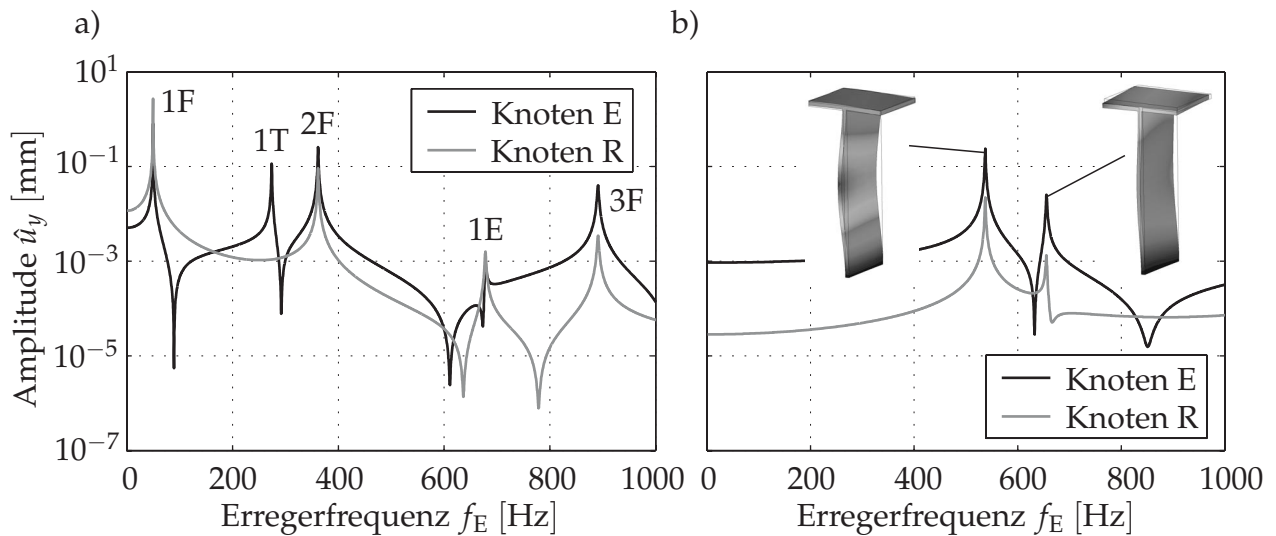 a)
b)
10^1
10^{-1}
10^{-3}
10^{-5}
10^{-7}
Amplitude û_y [mm]
1F
1T
2F
1E
3F
Knoten E
Knoten R
0 200 400 600 800 1000
Erregerfrequenz f_E [Hz]
Knoten E
Knoten R
0 200 400 600 800 1000
Erregerfrequenz f_E [Hz]